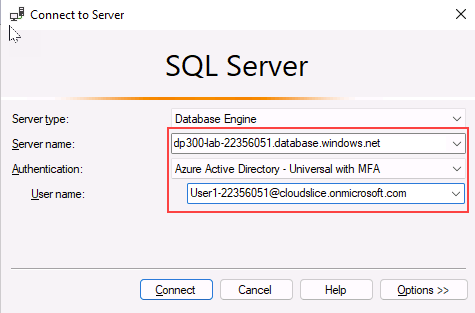 Connect to Server
SQL Server
Server type: Database Engine
Server name: dp300-lab-22356051.database.windows.net
Authentication: Azure Active Directory - Universal with MFA
User name: User1-22356051@cloudslice.onmicrosoft.com
Connect Cancel Help Options >>